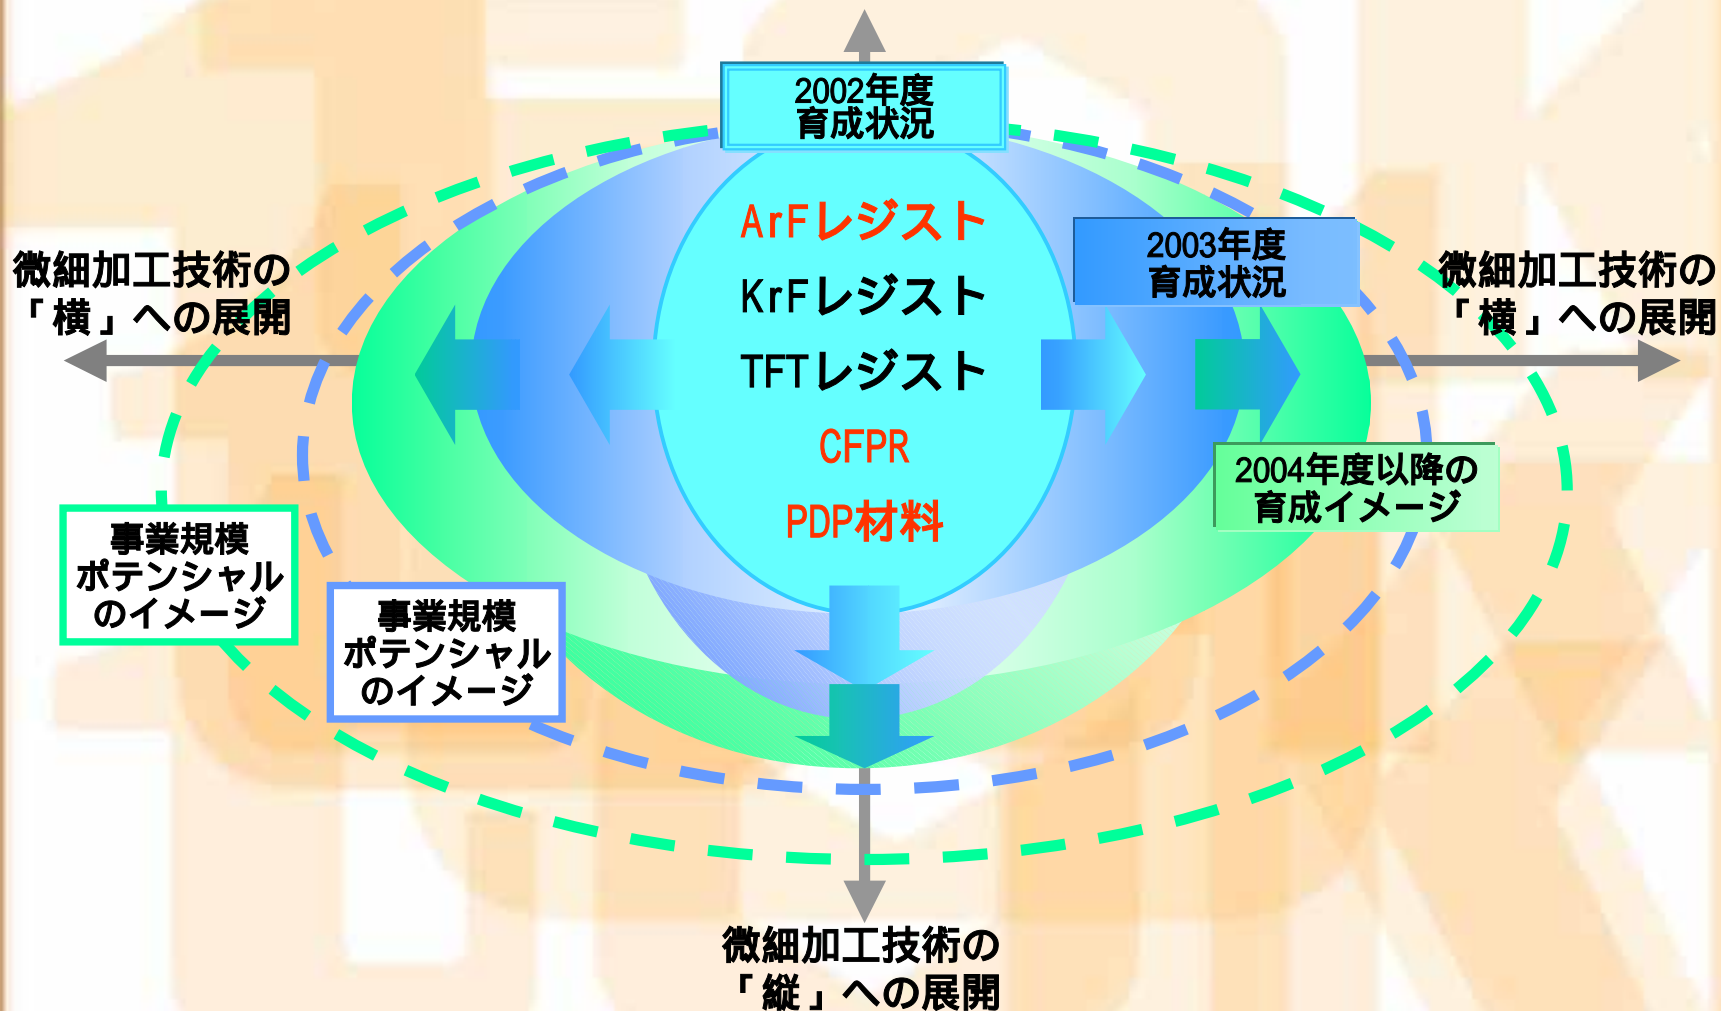 2002年度
育成状況
ArFレジスト
KrFレジスト
TFTレジスト
CFPR
PDP材料
2003年度
育成状況
微細加工技術の
「横」への展開
微細加工技術の
「横」への展開
2004年度以降の
育成イメージ
事業規模
ポテンシャル
のイメージ
事業規模
ポテンシャル
のイメージ
微細加工技術の
「縦」への展開